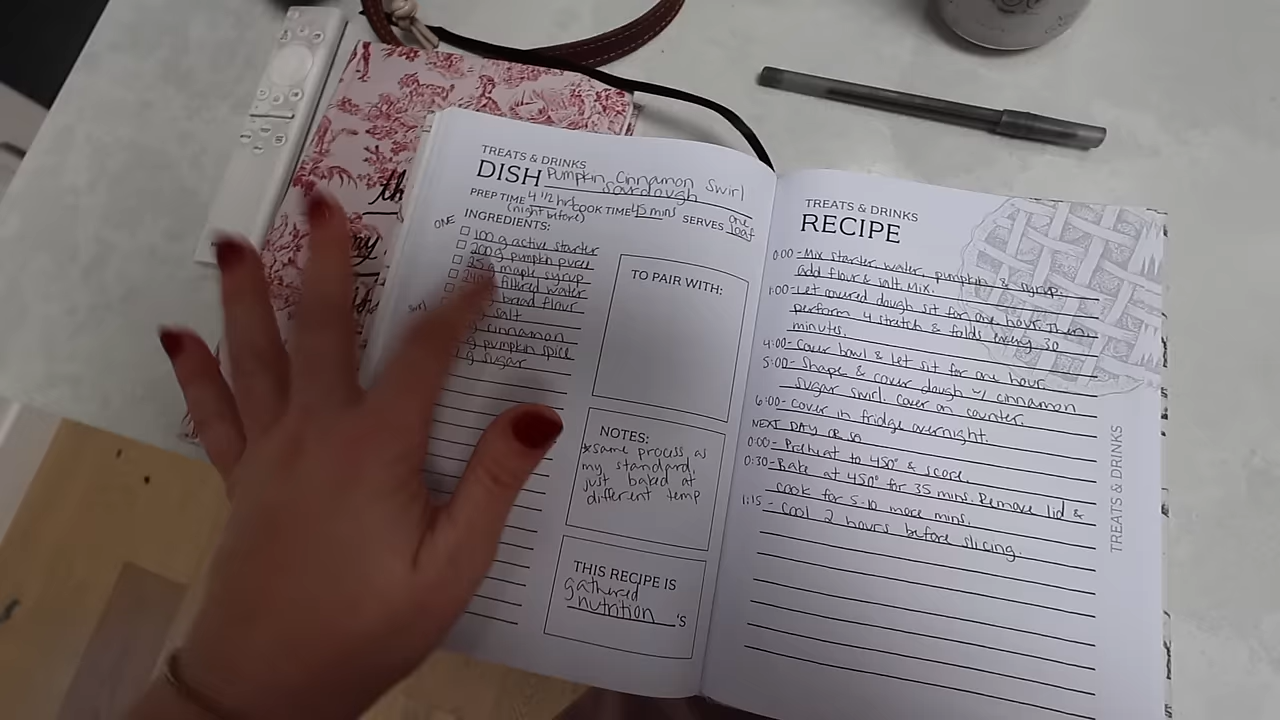 TREATS & DRINKS
DISH Pumpkin Cinnamon Swirl
sourdough
PREP TIME 4 1/2 hrs COOK TIME 45 mins SERVES one
(night before) loaf
ONE INGREDIENTS:
100 g active starter
200 g pumpkin puree
25 g maple syrup
filtered water
bread flour
salt
cinnamon
g pumpkin spice
g sugar
TO PAIR WITH:
NOTES:
*same process as
my standard,
just baked at
different temp
THIS RECIPE IS
gathered
nutrition 'S
TREATS & DRINKS
RECIPE
0:00- Mix starter water, pumpkin, & syrup.
add flour & salt. Mix.
1:00- Let covered dough sit for one hour. Then
perform 4 stretch & folds every 30
minutes.
4:00- Cover bowl & let sit for one hour.
5:00- Shape & cover dough w/ cinnamon
sugar swirl. Cover on counter.
6:00- Cover in fridge overnight.
NEXT DAY OR SO
0:00- Preheat to 450° & score.
0:30- Bake at 450° for 35 mins. Remove lid &
cook for 5-10 more mins.
1:15 - Cool 2 hours before slicing.
TREATS & DRINKS